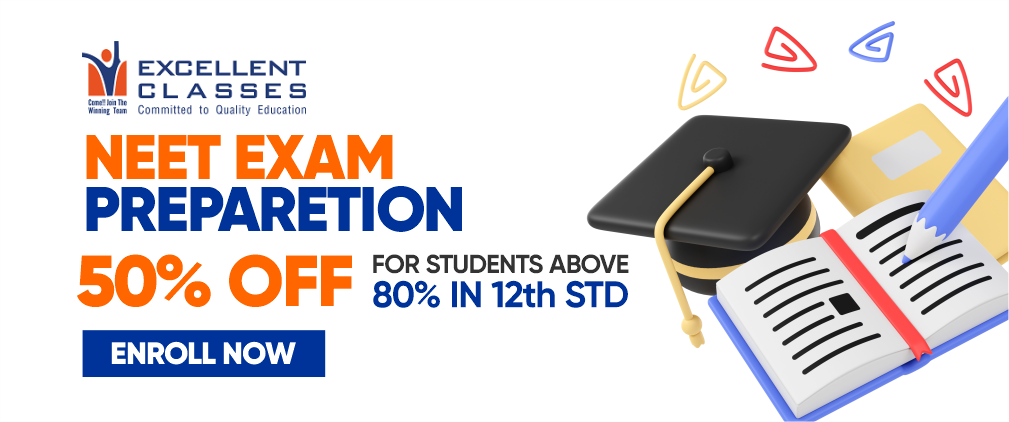 EXCELLENT
CLASSES
Come!! Join The
Winning Team
Committed to Quality Education
NEET EXAM
PREPARETION
50% OFF
FOR STUDENTS ABOVE
80% IN 12th STD
ENROLL NOW